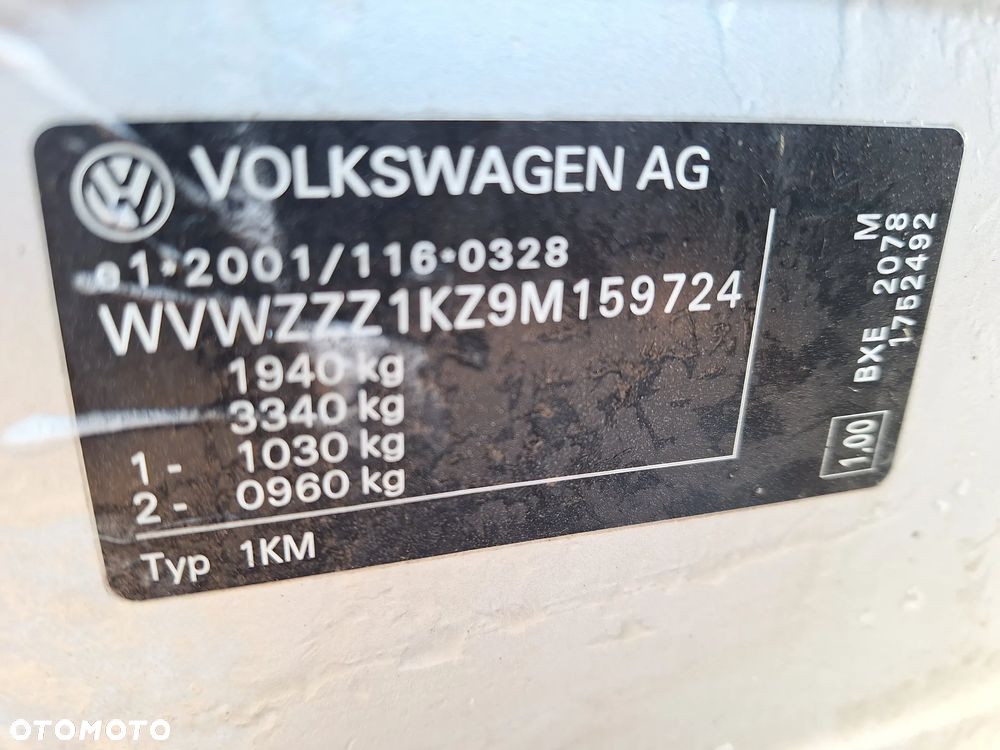 VOLKSWAGEN AG
e1*2001/116*0328
WVWZZZ1KZ9M159724
1940 kg
3340 kg
1 - 1030 kg
2 - 0960 kg
Typ 1KM
M
BXE 2078
1752492
1.00
OTOMOTO